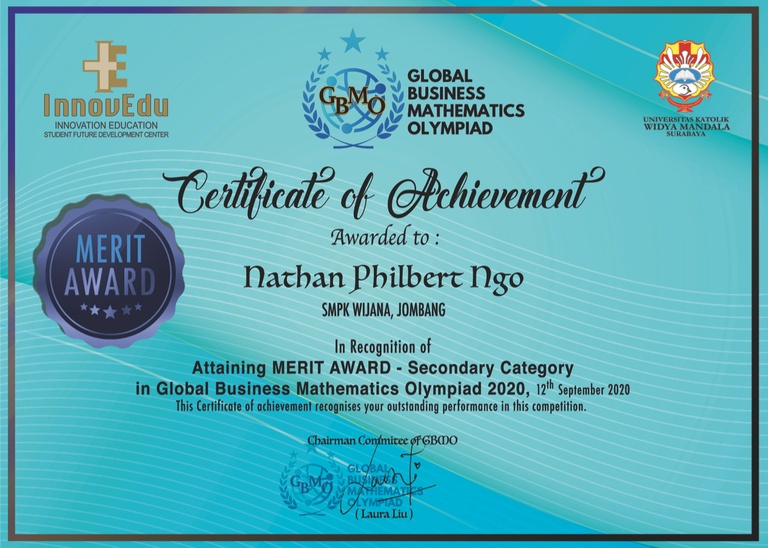 InnovEdu
INNOVATION EDUCATION
STUDENT FUTURE DEVELOPMENT CENTER
GBMO
GLOBAL
BUSINESS
MATHEMATICS
OLYMPIAD
UNIVERSITAS KATOLIK
WIDYA MANDALA
SURABAYA
Certificate of Achievement
Awarded to :
MERIT
AWARD
Nathan Philbert Ngo
SMPK WIJANA, JOMBANG
In Recognition of
Attaining MERIT AWARD - Secondary Category
in Global Business Mathematics Olympiad 2020, 12th September 2020
This Certificate of achievement recognises your outstanding performance in this competition.
Chairman Commitee of GBMO
GBMO
GLOBAL
BUSINESS
MATHEMATICS
OLYMPIAD
( Laura Liu )